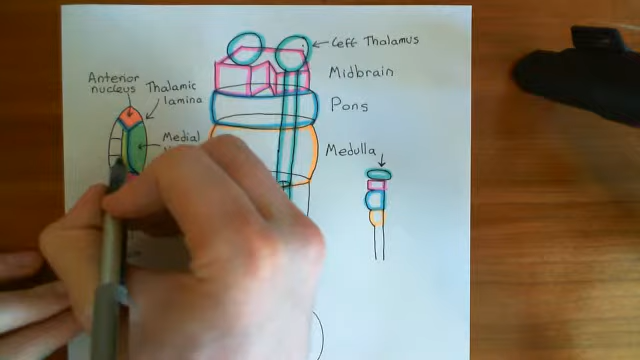 Left Thalamus
Midbrain
Pons
Medulla
Anterior
nucleus
Thalamic
lamina
Medial